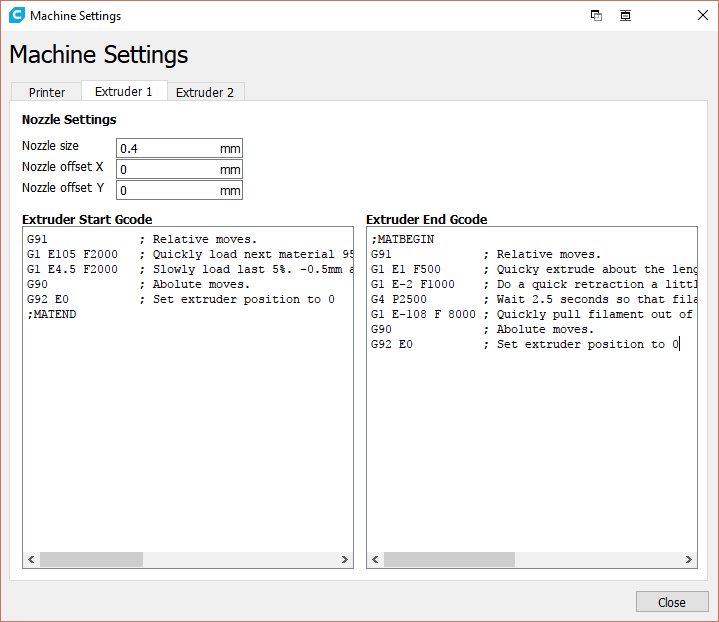 Machine Settings
Machine Settings
Printer
Extruder 1
Extruder 2
Nozzle Settings
Nozzle size 0.4 mm
Nozzle offset X 0 mm
Nozzle offset Y 0 mm
Extruder Start Gcode
G91 ; Relative moves.
G1 E105 F2000 ; Quickly load next material 95
G1 E4.5 F2000 ; Slowly load last 5%. -0.5mm a
G90 ; Abolute moves.
G92 E0 ; Set extruder position to 0
;MATEND
Extruder End Gcode
;MATBEGIN
G91 ; Relative moves.
G1 E1 F500 ; Quicky extrude about the leng
G1 E-2 F1000 ; Do a quick retraction a littl
G4 P2500 ; Wait 2.5 seconds so that fila
G1 E-108 F 8000 ; Quickly pull filament out of
G90 ; Abolute moves.
G92 E0 ; Set extruder position to 0
Close